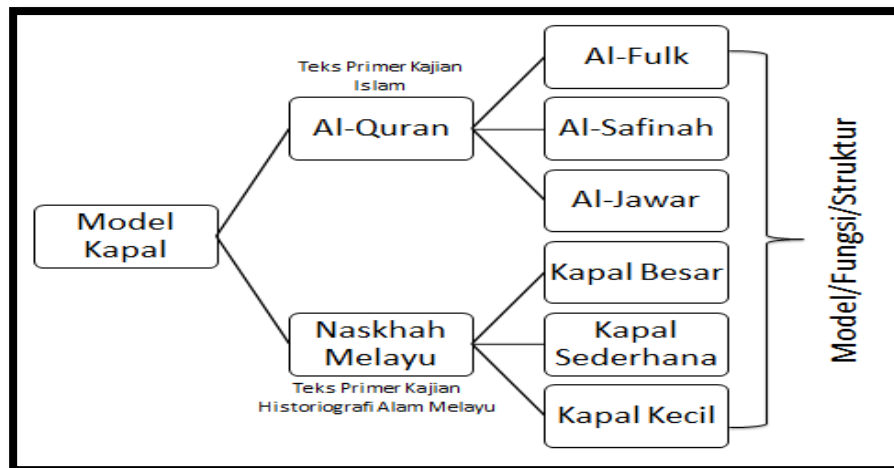 Model
Kapal
Teks Primer Kajian
Islam
Al-Quran
Al-Fulk
Al-Safinah
Al-Jawar
Naskhah
Melayu
Teks Primer Kajian
Historiografi Alam Melayu
Kapal Besar
Kapal
Sederhana
Kapal Kecil
Model/Fungsi/Struktur